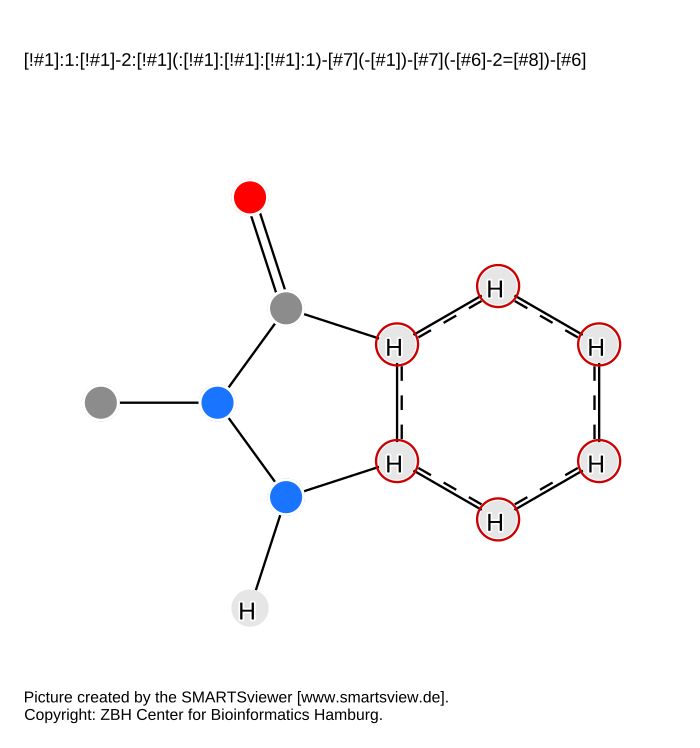 [!#1]:1:[!#1]-2:[!#1](:[!#1]:[!#1]:[!#1]:1)-[#7](-[#1])-[#7](-[#6]-2=[#8])-[#6]
H
H
H
H
H
H
H
Picture created by the SMARTSviewer [www.smartsview.de].
Copyright: ZBH Center for Bioinformatics Hamburg.